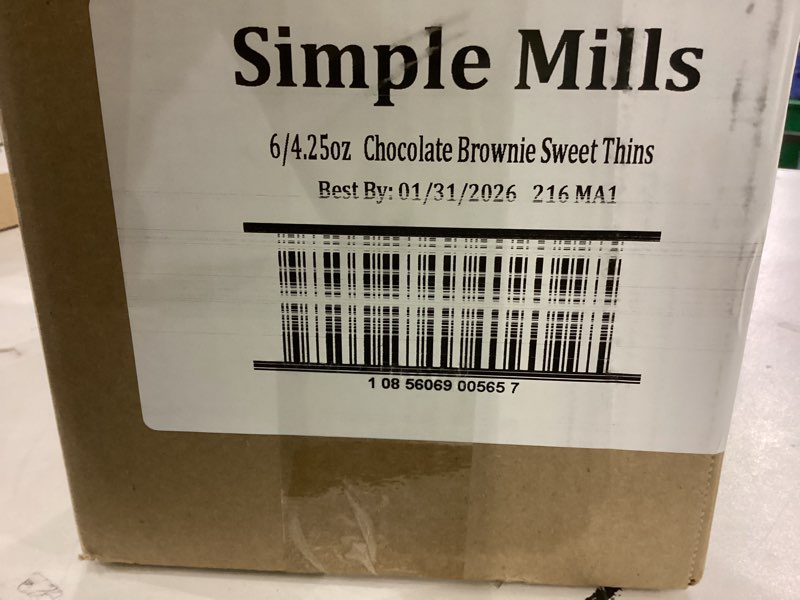 Simple Mills
6/4.25oz Chocolate Brownie Sweet Thins
Best By: 01/31/2026 216 MA1
1 08 56069 00565 7